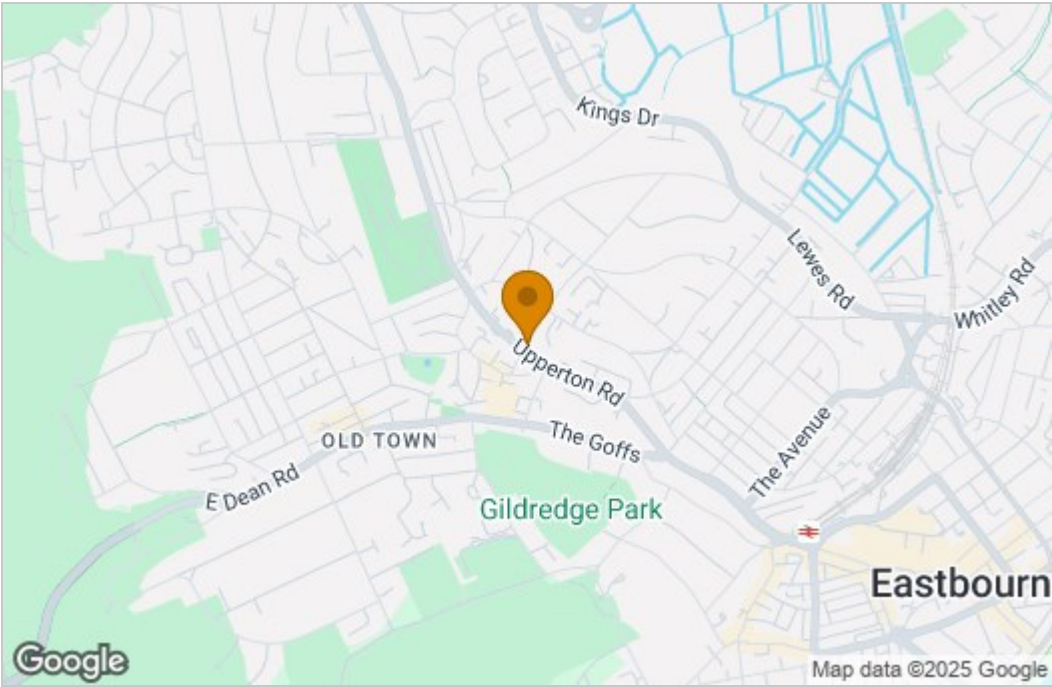 Kings Dr
Lewes Rd
Whitley Rd
Upperton Rd
OLD TOWN
The Goffs
The Avenue
E Dean Rd
Gildredge Park
Eastbourn
Google
Map data ©2025 Google